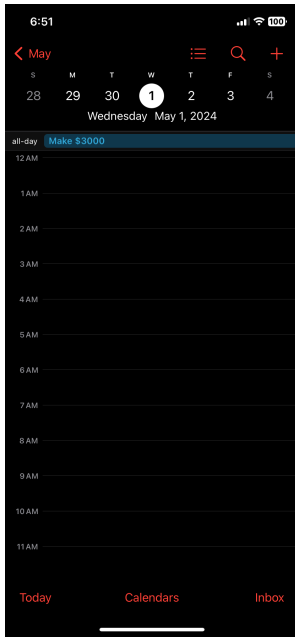 6:51
100
May
S M T W T F S
28 29 30 1 2 3 4
Wednesday May 1, 2024
all-day Make $3000
12 AM
1 AM
2 AM
3 AM
4 AM
5 AM
6 AM
7 AM
8 AM
9 AM
10 AM
11 AM
Today Calendars Inbox